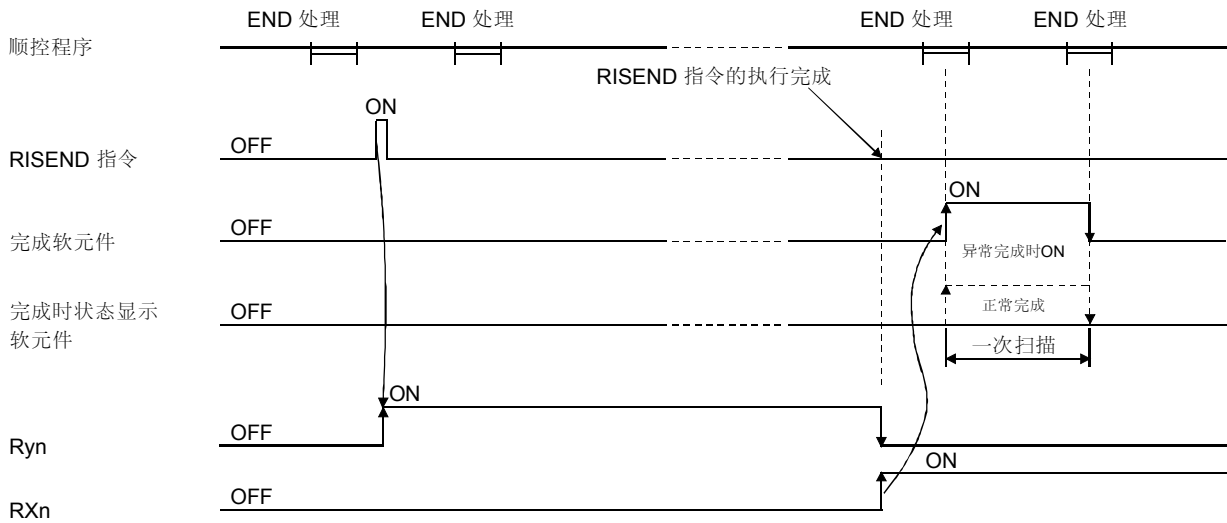 END 处理 END 处理 END 处理 END 处理
顺控程序
RISEND 指令的执行完成
ON
RISEND 指令 OFF
ON
完成软元件 OFF
异常完成时ON
完成时状态显示
软元件
OFF
正常完成
一次扫描
ON
Ryn OFF
ON
RXn OFF